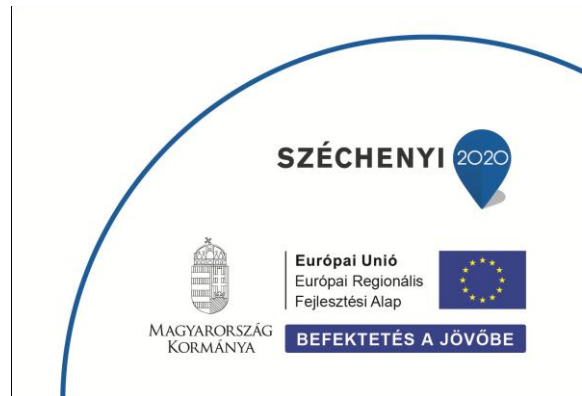 SZÉCHENYI 2020
Európai Unió
Európai Regionális
Fejlesztési Alap
MAGYARORSZÁG
KORMÁNYA
BEFEKTETÉS A JÖVŐBE